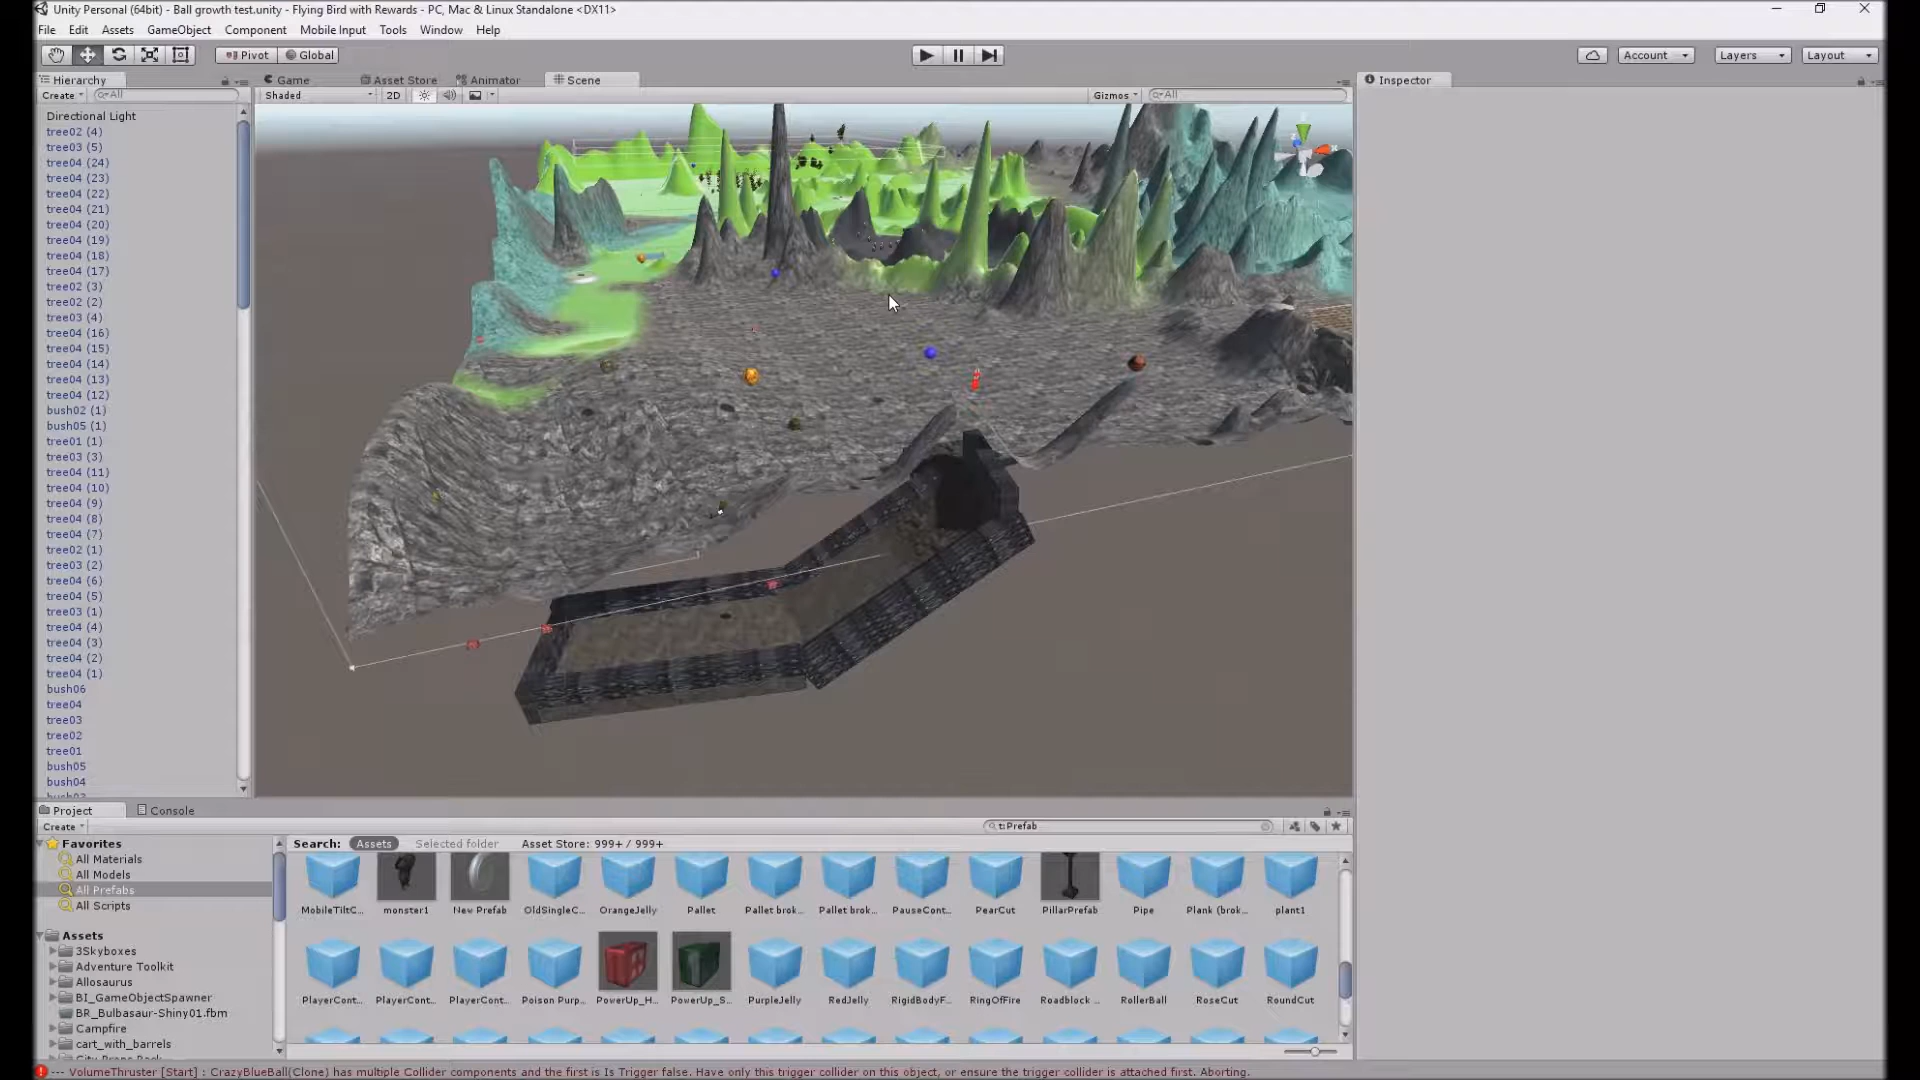 Unity Personal (64bit) - Ball growth test.unity - Flying Bird with Rewards - PC, Mac & Linux Standalone <DX11>
File Edit Assets GameObject Component Mobile Input Tools Window Help
Pivot Global Account Layers Layout
Hierarchy Game Asset Store Animator Scene Inspector
Create All Shaded 2D Gizmos All
Directional Light
tree02 (4)
tree03 (5)
tree04 (24)
tree04 (23)
tree04 (22)
tree04 (21)
tree04 (20)
tree04 (19)
tree04 (18)
tree04 (17)
tree02 (3)
tree02 (2)
tree03 (4)
tree04 (16)
tree04 (15)
tree04 (14)
tree04 (13)
tree04 (12)
bush02 (1)
bush05 (1)
tree01 (1)
tree03 (3)
tree04 (11)
tree04 (10)
tree04 (9)
tree04 (8)
tree04 (7)
tree02 (1)
tree03 (2)
tree04 (6)
tree04 (5)
tree03 (1)
tree04 (4)
tree04 (3)
tree04 (2)
tree04 (1)
bush06
tree04
tree03
tree02
tree01
bush05
bush04
Project Console
Create t:Prefab
Favorites
All Materials
All Models
All Prefabs
All Scripts
Assets
3Skyboxes
Adventure Toolkit
Allosaurus
BI_GameObjectSpawner
BR_Bulbasaur-Shiny01.fbm
Campfire
cart_with_barrels
Search: Assets Selected folder Asset Store: 999+ / 999+
MobileTiltC... monster1 New Prefab OldSingleC... OrangeJelly Pallet Pallet brok... Pallet brok... PauseCont... PearCut PillarPrefab Pipe Plank (brok... plant1
PlayerCont... PlayerCont... PlayerCont... Poison Purp... PowerUp_H... PowerUp_S... PurpleJelly RedJelly RigidBodyF... RingOfFire Roadblock ... RollerBall RoseCut RoundCut
--- VolumeThruster [Start] : CrazyBlueBall(Clone) has multiple Collider components and the first is Is Trigger false. Have only this trigger collider on this object, or ensure the trigger collider is attached first. Aborting.